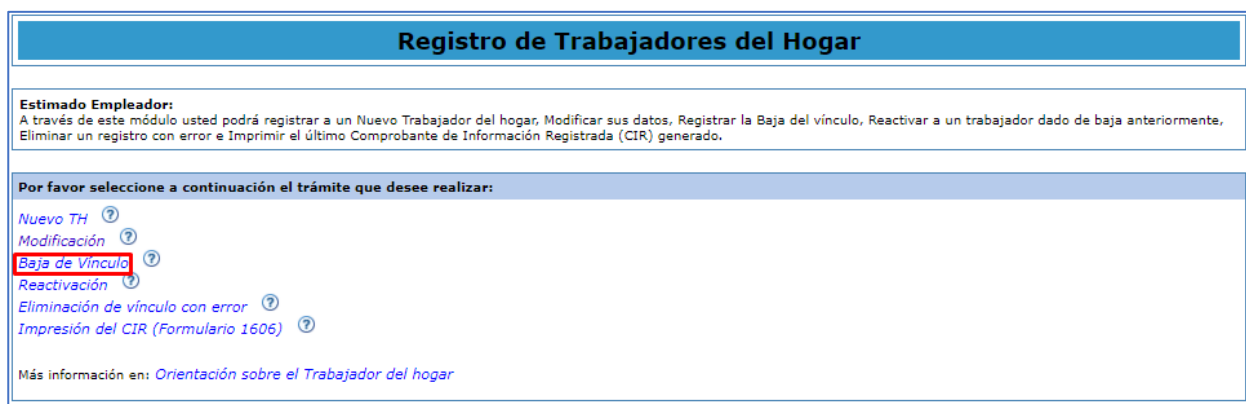 Registro de Trabajadores del Hogar
Estimado Empleador:
A través de este módulo usted podrá registrar a un Nuevo Trabajador del hogar, Modificar sus datos, Registrar la Baja del vínculo, Reactivar a un trabajador dado de baja anteriormente,
Eliminar un registro con error e Imprimir el último Comprobante de Información Registrada (CIR) generado.
Por favor seleccione a continuación el trámite que desee realizar:
Nuevo TH ?
Modificación ?
Baja de Vínculo ?
Reactivación ?
Eliminación de vínculo con error ?
Impresión del CIR (Formulario 1606) ?
Más información en: Orientación sobre el Trabajador del hogar